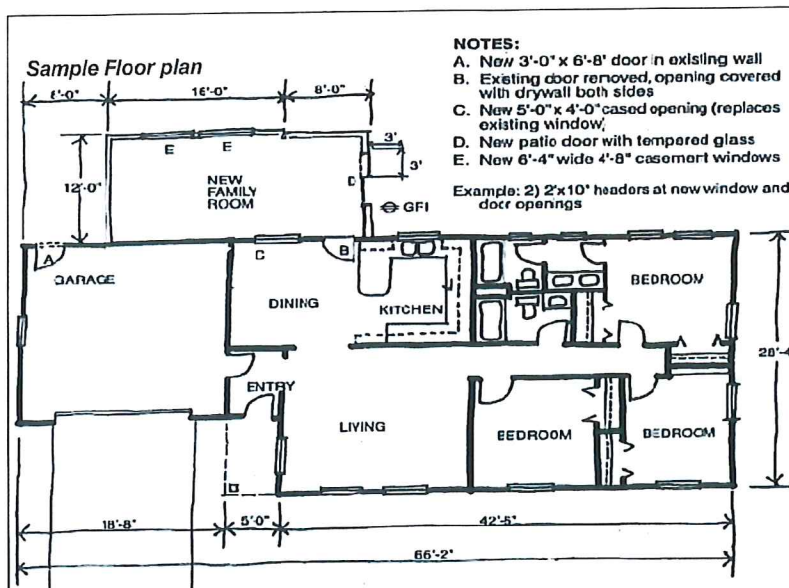 Sample Floor plan
NOTES:
A. New 3'-0" x 6'-8' door in existing wall
B. Existing door removed, opening covered
with drywall both sides
C. New 5'-0" x 4'-0" cased opening (replaces
existing window,
D. New patio door with tempered glass
E. New 6'-4" wide 4'-8" casement windows
Example: 2) 2'x10' headers at new window and
door openings
16'-0"
8'-0"
3'
3'
12'-0"
E
E
D
NEW
FAMILY
ROOM
GFI
A
C
B
GARAGE
DINING
KITCHEN
BEDROOM
28'-4
ENTRY
LIVING
BEDROOM
BEDROOM
18'-8"
5'-0"
66'-2"